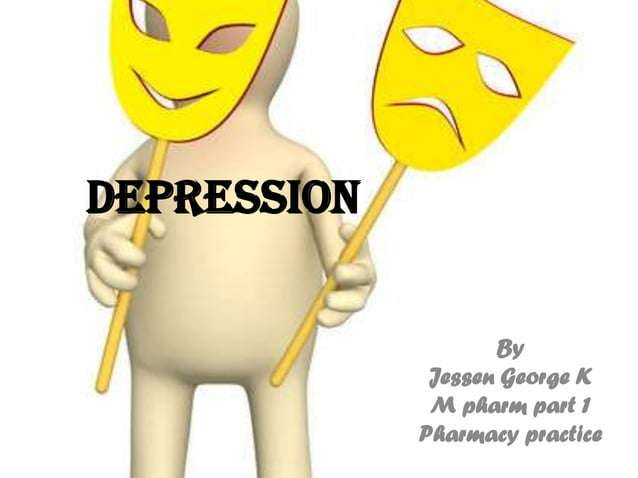 DEPRESSION
By
Jessen George K
M pharm part 1
Pharmacy practice